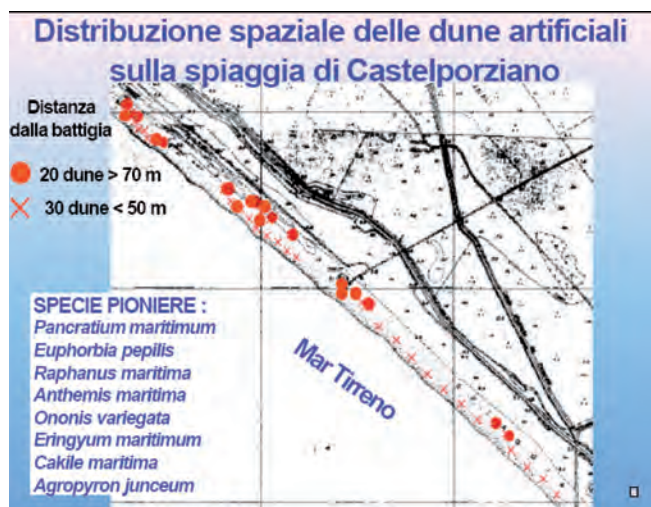 Distribuzione spaziale delle dune artificiali
sulla spiaggia di Castelporziano
Distanza
dalla battigia
20 dune > 70 m
30 dune < 50 m
SPECIE PIONIERE :
Pancratium maritimum
Euphorbia pepilis
Raphanus maritima
Anthemis maritima
Ononis variegata
Eringyum maritimum
Cakile maritima
Agropyron junceum
Mar Tirreno